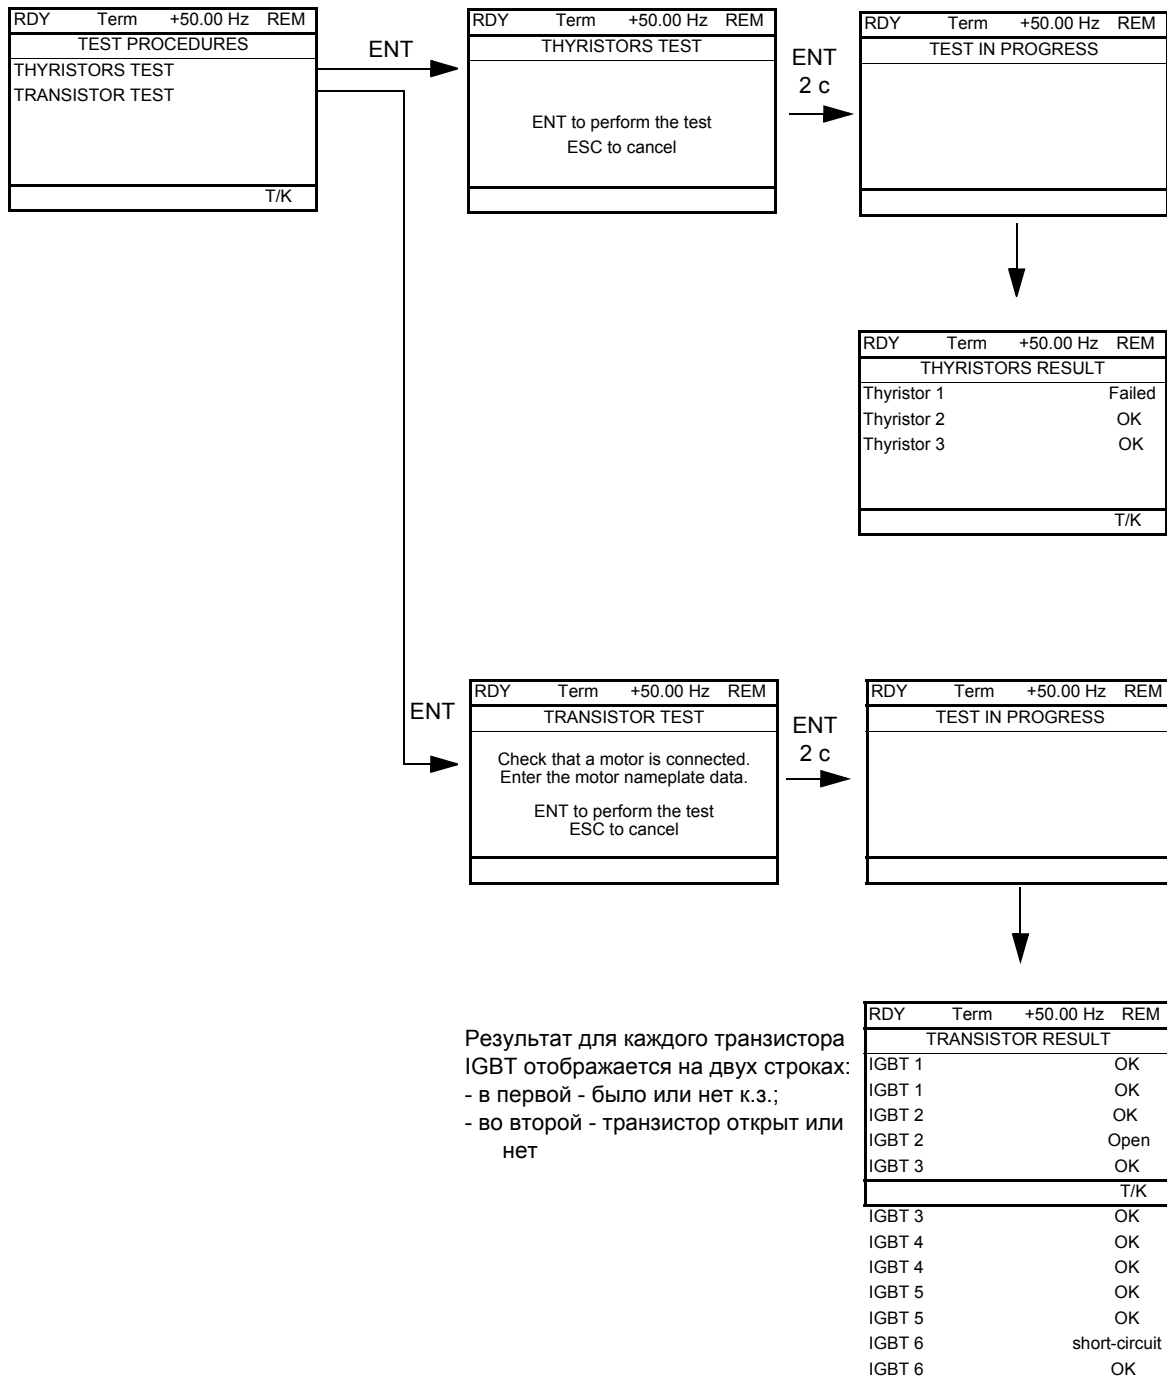 RDY Term +50.00 Hz REM
TEST PROCEDURES
THYRISTORS TEST
TRANSISTOR TEST
T/K
ENT
RDY Term +50.00 Hz REM
THYRISTORS TEST
ENT to perform the test
ESC to cancel
ENT
2 c
RDY Term +50.00 Hz REM
TEST IN PROGRESS
RDY Term +50.00 Hz REM
THYRISTORS RESULT
Thyristor 1 Failed
Thyristor 2 OK
Thyristor 3 OK
T/K
ENT
RDY Term +50.00 Hz REM
TRANSISTOR TEST
Check that a motor is connected.
Enter the motor nameplate data.
ENT to perform the test
ESC to cancel
ENT
2 c
RDY Term +50.00 Hz REM
TEST IN PROGRESS
Результат для каждого транзистора
IGBT отображается на двух строках:
- в первой - было или нет к.з.;
- во второй - транзистор открыт или
нет
RDY Term +50.00 Hz REM
TRANSISTOR RESULT
IGBT 1 OK
IGBT 1 OK
IGBT 2 OK
IGBT 2 Open
IGBT 3 OK
T/K
IGBT 3 OK
IGBT 4 OK
IGBT 4 OK
IGBT 5 OK
IGBT 5 OK
IGBT 6 short-circuit
IGBT 6 OK